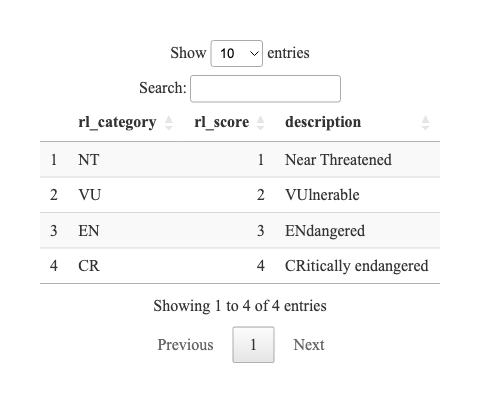 Show 10 entries
Search:
rl_category rl_score description
1 NT 1 Near Threatened
2 VU 2 VUlnerable
3 EN 3 ENdangered
4 CR 4 CRitically endangered
Showing 1 to 4 of 4 entries
Previous 1 Next